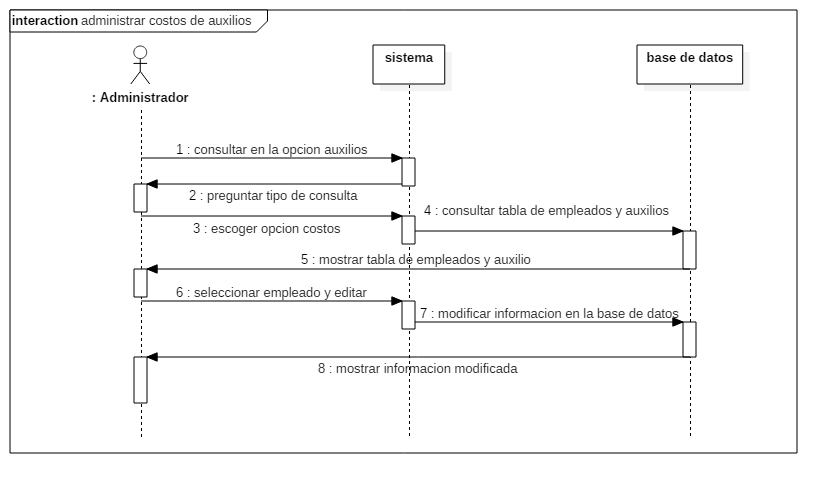 interaction administrar costos de auxilios
sistema
base de datos
: Administrador
1 : consultar en la opcion auxilios
2 : preguntar tipo de consulta
3 : escoger opcion costos
4 : consultar tabla de empleados y auxilios
5 : mostrar tabla de empleados y auxilio
6 : seleccionar empleado y editar
7 : modificar informacion en la base de datos
8 : mostrar informacion modificada